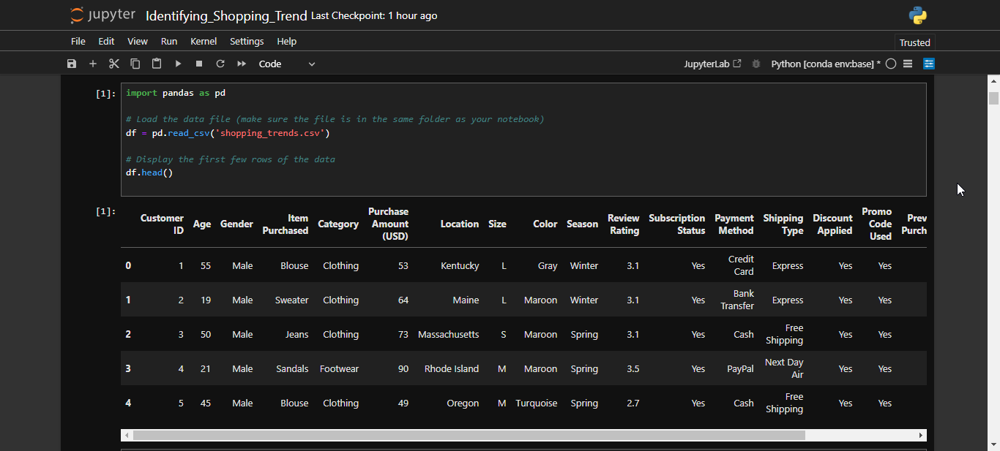 jupyter Identifying_Shopping_Trend Last Checkpoint: 1 hour ago
File Edit View Run Kernel Settings Help
Trusted
Code
JupyterLab Python [conda env:base] *
[1]: import pandas as pd
# Load the data file (make sure the file is in the same folder as your notebook)
df = pd.read_csv('shopping_trends.csv')
# Display the first few rows of the data
df.head()
[1]:
Customer ID Age Gender Item Purchased Category Purchase Amount (USD) Location Size Color Season Review Rating Subscription Status Payment Method Shipping Type Discount Applied Promo Code Used Prev Purch
0 1 55 Male Blouse Clothing 53 Kentucky L Gray Winter 3.1 Yes Credit Card Express Yes Yes
1 2 19 Male Sweater Clothing 64 Maine L Maroon Winter 3.1 Yes Bank Transfer Express Yes Yes
2 3 50 Male Jeans Clothing 73 Massachusetts S Maroon Spring 3.1 Yes Cash Free Shipping Yes Yes
3 4 21 Male Sandals Footwear 90 Rhode Island M Maroon Spring 3.5 Yes PayPal Next Day Air Yes Yes
4 5 45 Male Blouse Clothing 49 Oregon M Turquoise Spring 2.7 Yes Cash Free Shipping Yes Yes